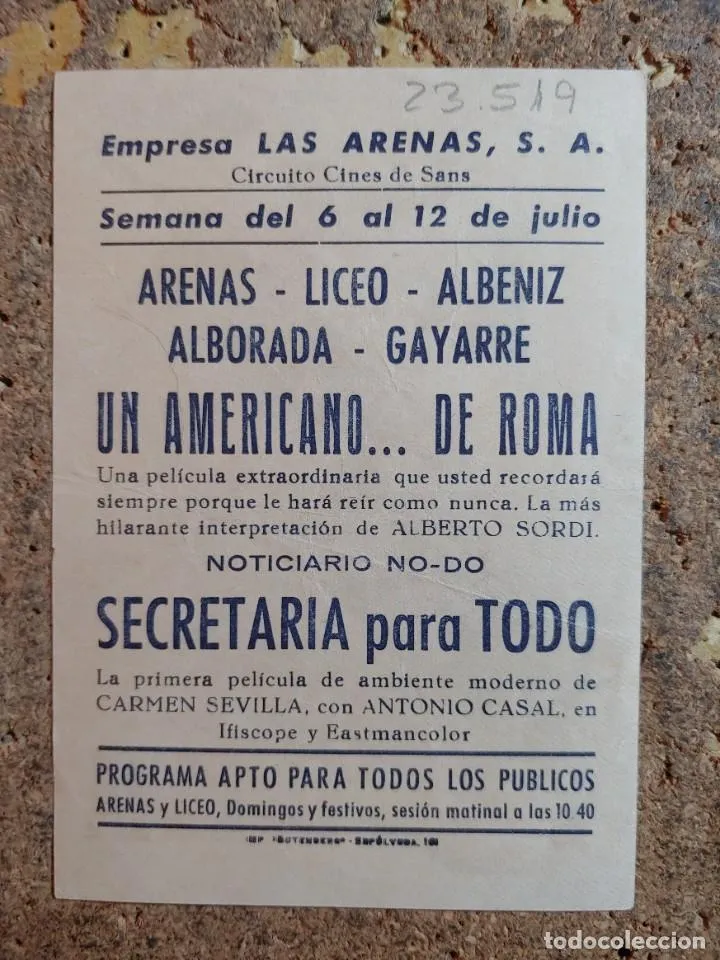 23.519
Empresa LAS ARENAS, S. A.
Circuito Cines de Sans
Semana del 6 al 12 de julio
ARENAS - LICEO - ALBENIZ
ALBORADA - GAYARRE
UN AMERICANO... DE ROMA
Una película extraordinaria que usted recordará
siempre porque le hará reír como nunca. La más
hilarante interpretación de ALBERTO SORDI.
NOTICIARIO NO-DO
SECRETARIA para TODO
La primera película de ambiente moderno de
CARMEN SEVILLA, con ANTONIO CASAL, en
Ifiscope y Eastmancolor
PROGRAMA APTO PARA TODOS LOS PUBLICOS
ARENAS y LICEO, Domingos y festivos, sesión matinal a las 10.40
todocoleccion